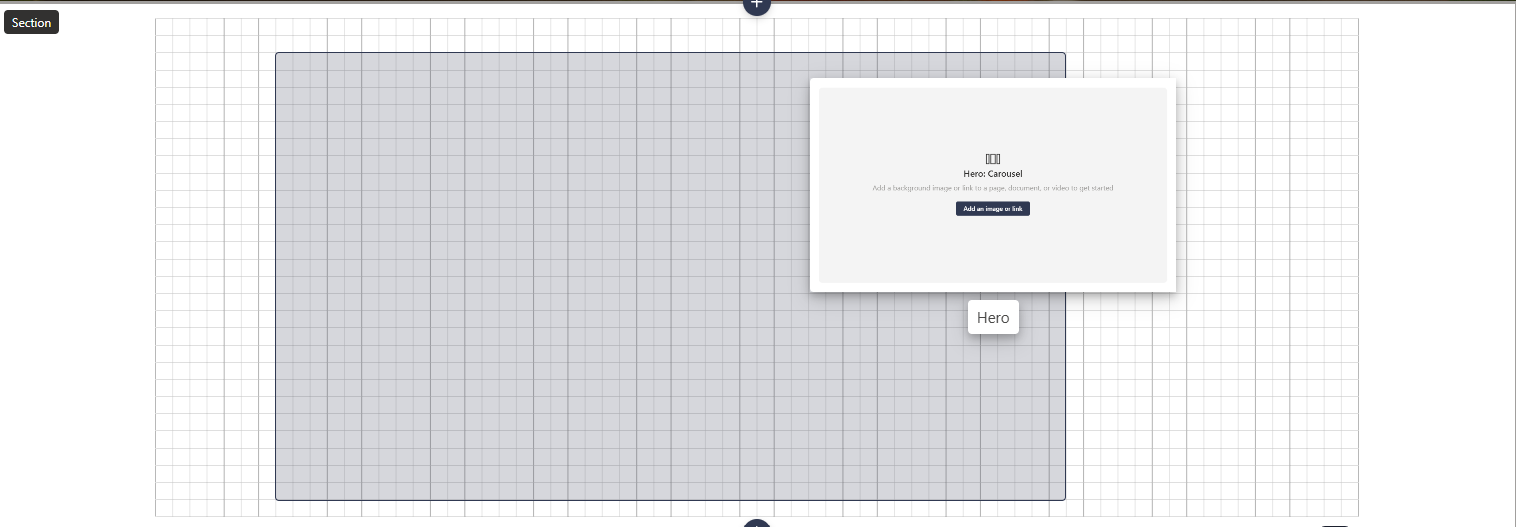 Section
Hero: Carousel
Add a background image or link to a page, document, or video to get started
Add an image or link
Hero